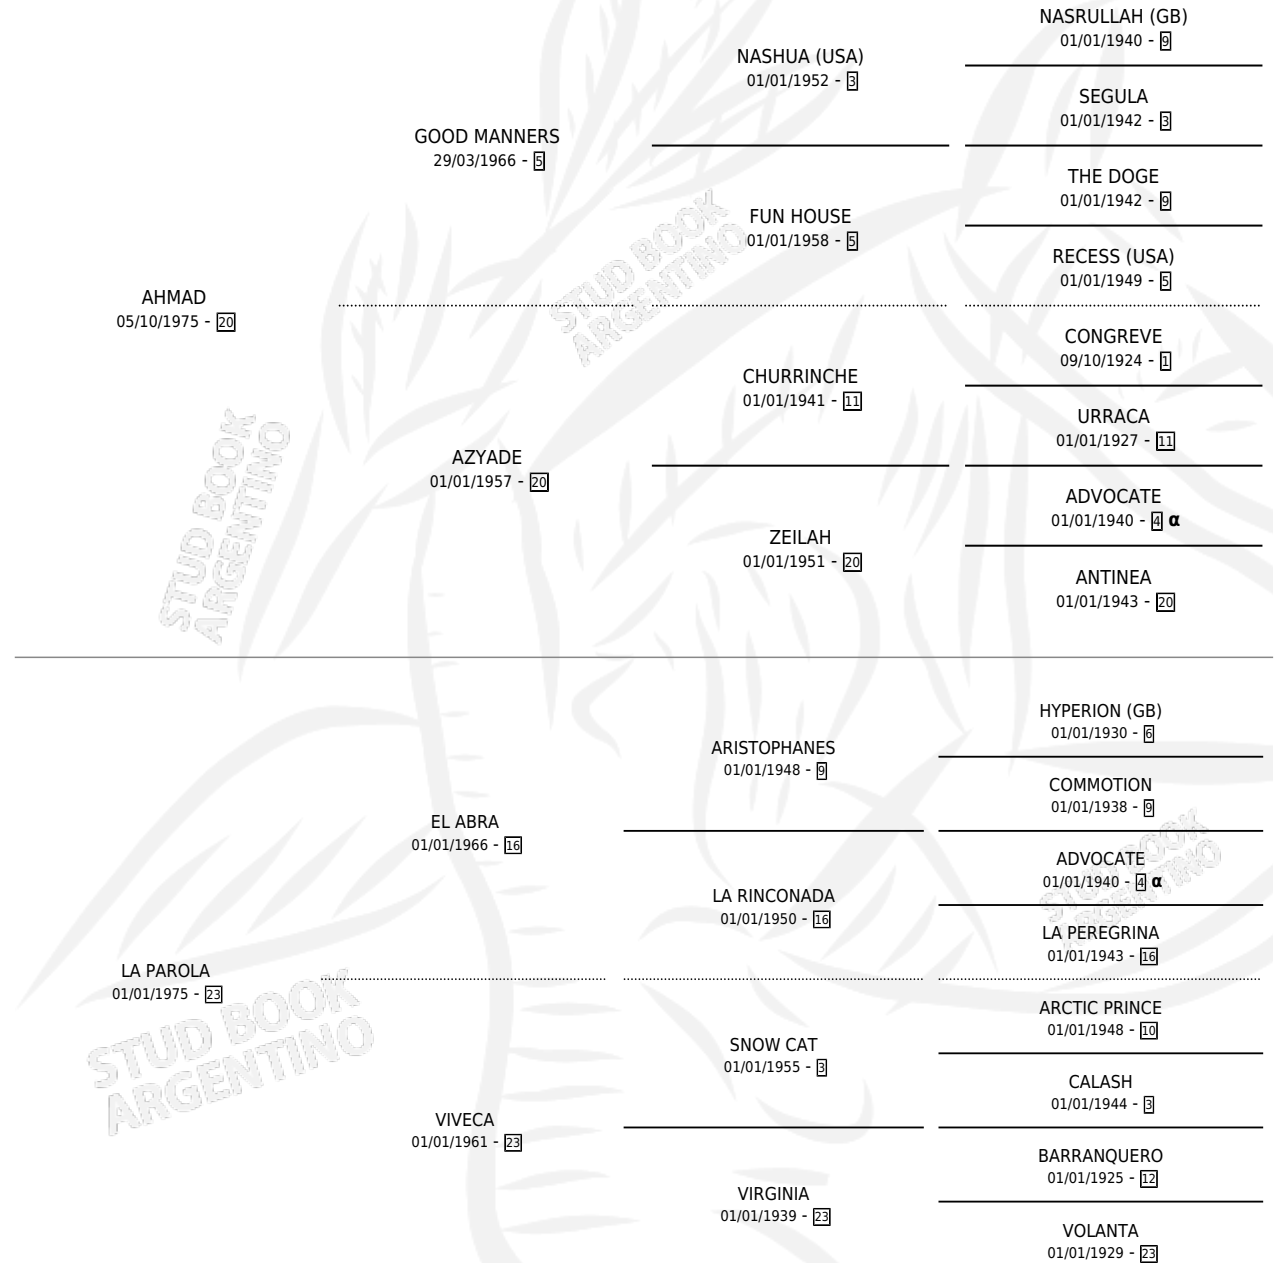 NASRULLAH (GB)
01/01/1940 - 9
NASHUA (USA)
01/01/1952 - 3
SEGULA
01/01/1942 - 3
GOOD MANNERS
29/03/1966 - 5
THE DOGE
01/01/1942 - 9
FUN HOUSE
01/01/1958 - 5
RECESS (USA)
01/01/1949 - 5
AHMAD
05/10/1975 - 20
CONGREVE
09/10/1924 - 1
CHURRINCHE
01/01/1941 - 11
URRACA
01/01/1927 - 11
AZYADE
01/01/1957 - 20
ADVOCATE
01/01/1940 - 4 α
ZEILAH
01/01/1951 - 20
ANTINEA
01/01/1943 - 20
HYPERION (GB)
01/01/1930 - 6
ARISTOPHANES
01/01/1948 - 9
COMMOTION
01/01/1938 - 9
EL ABRA
01/01/1966 - 16
ADVOCATE
01/01/1940 - 4 α
LA RINCONADA
01/01/1950 - 16
LA PEREGRINA
01/01/1943 - 16
LA PAROLA
01/01/1975 - 23
ARCTIC PRINCE
01/01/1948 - 10
SNOW CAT
01/01/1955 - 3
CALASH
01/01/1944 - 3
VIVECA
01/01/1961 - 23
BARRANQUERO
01/01/1925 - 12
VIRGINIA
01/01/1939 - 23
VOLANTA
01/01/1929 - 23
STUD BOOK
ARGENTINO
STUD BOOK
ARGENTINO
STUD BOOK
ARGENTINO
STUD BOOK
ARGENTINO